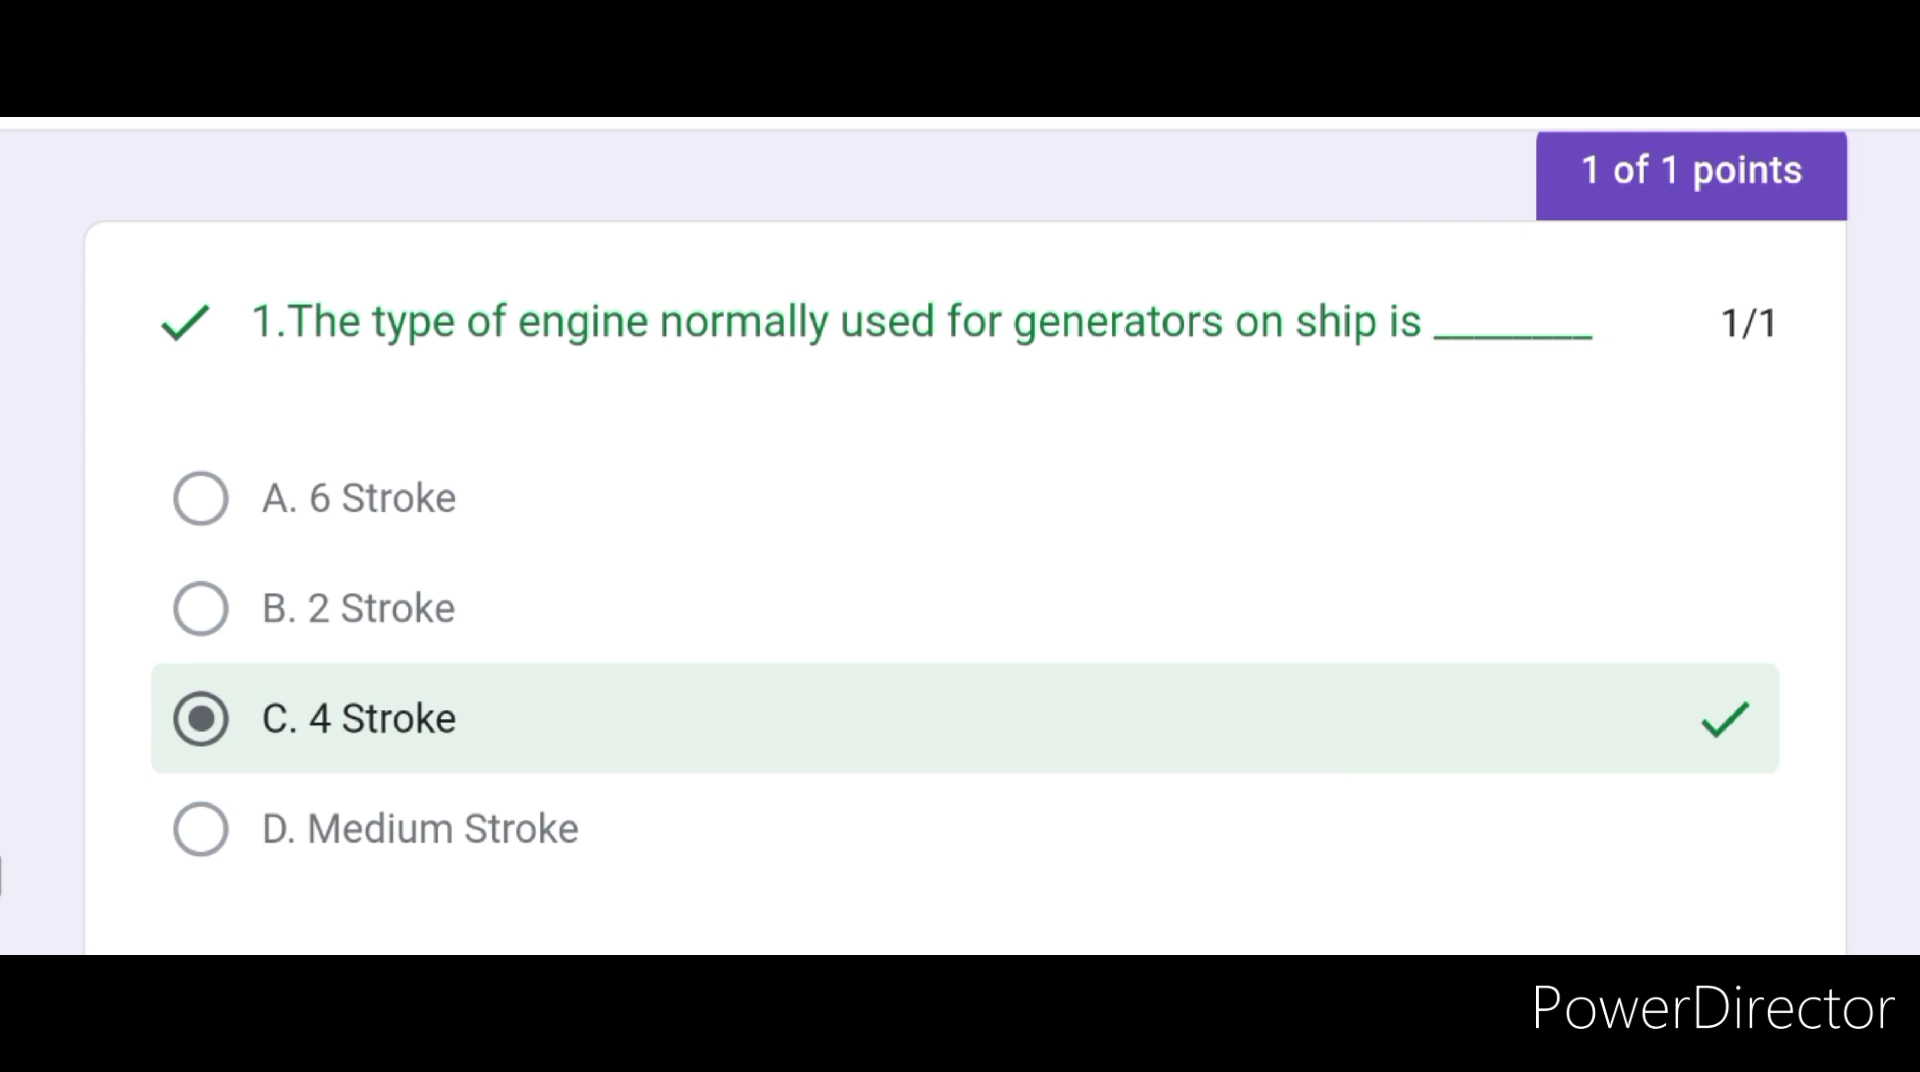 1 of 1 points
1.The type of engine normally used for generators on ship is ________ 1/1
A. 6 Stroke
B. 2 Stroke
C. 4 Stroke
D. Medium Stroke
PowerDirector